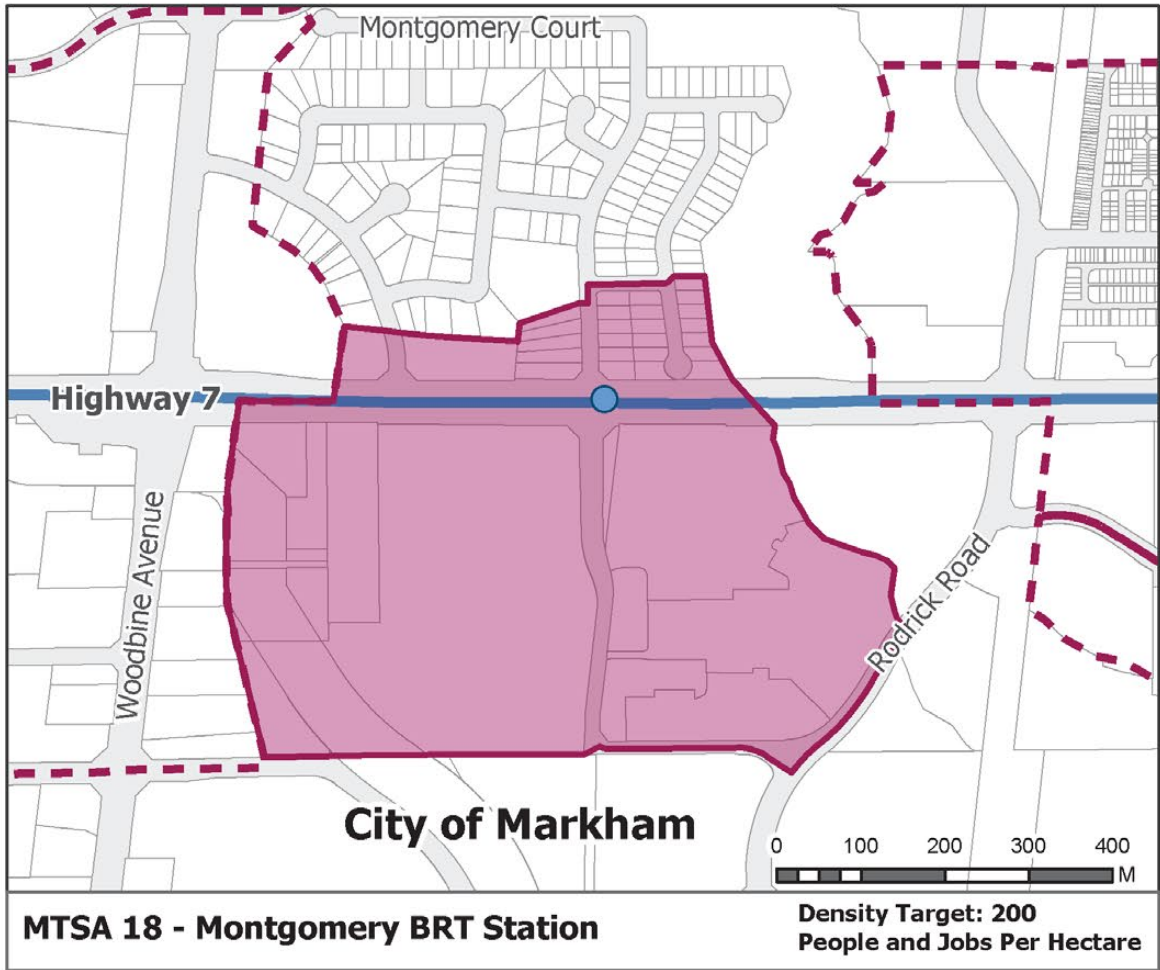 Montgomery Court
Highway 7
Woodbine Avenue
Rodrick Road
City of Markham
0 100 200 300 400
M
MTSA 18 - Montgomery BRT Station
Density Target: 200
People and Jobs Per Hectare